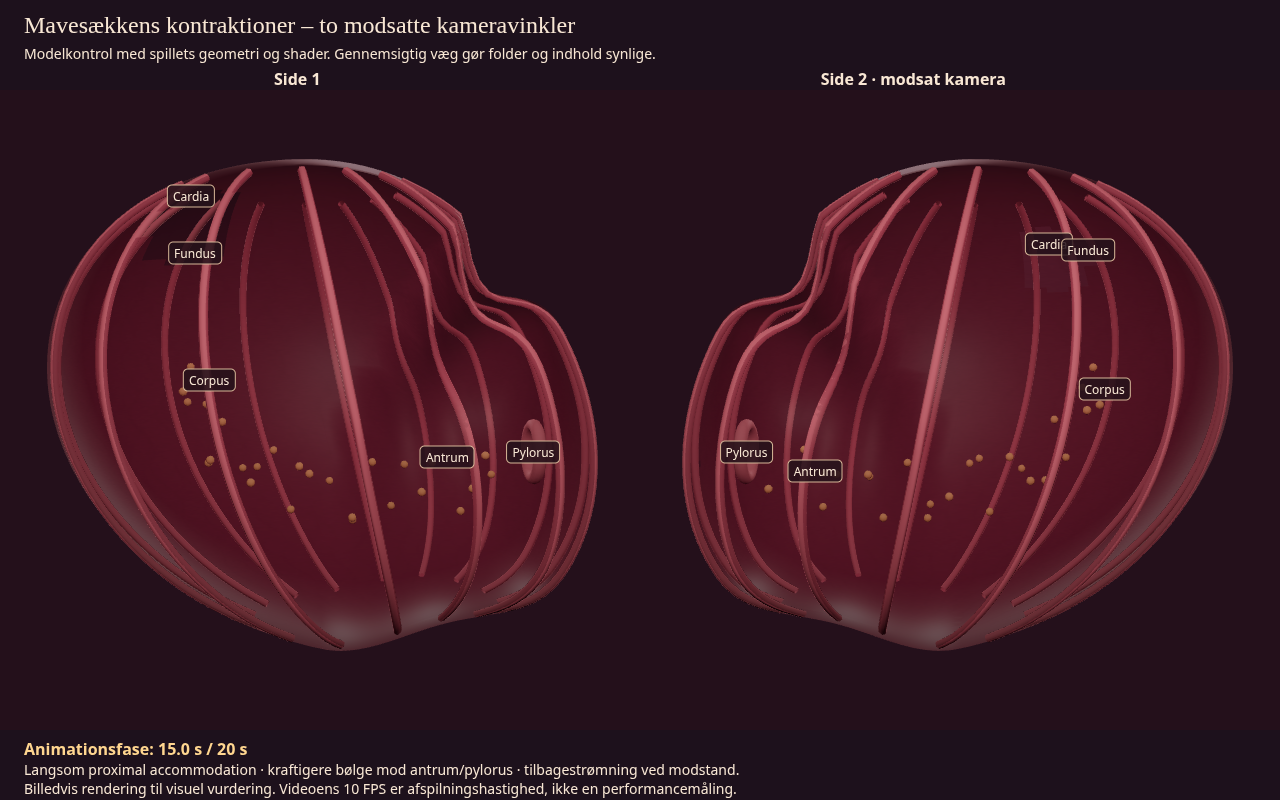 Mavesækkens kontraktioner – to modsatte kameravinkler
Modelkontrol med spillets geometri og shader. Gennemsigtig væg gør folder og indhold synlige.
Side 1
Side 2 · modsat kamera
Cardia
Fundus
Corpus
Antrum
Pylorus
Cardi
Fundus
Corpus
Pylorus
Antrum
Animationsfase: 15.0 s / 20 s
Langsom proximal accommodation · kraftigere bølge mod antrum/pylorus · tilbagestrømning ved modstand.
Billedvis rendering til visuel vurdering. Videoens 10 FPS er afspilningshastighed, ikke en performancemåling.